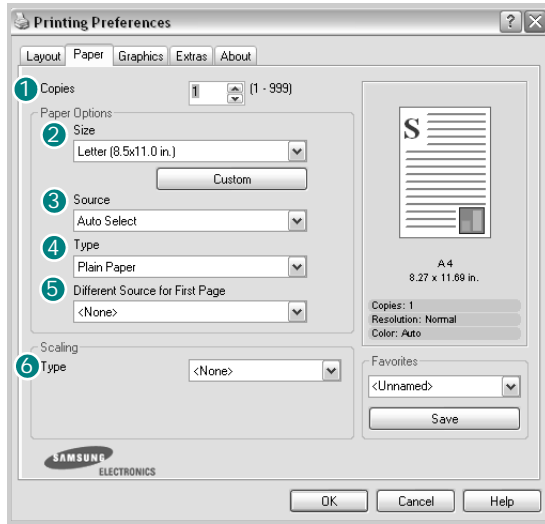 Printing Preferences
Layout Paper Graphics Extras About
1 Copies 1 (1 - 999)
Paper Options
2 Size
Letter (8.5x11.0 in.)
Custom
3 Source
Auto Select
4 Type
Plain Paper
5 Different Source for First Page
<None>
Scaling
6 Type <None>
S
A4
8.27 x 11.69 in.
Copies: 1
Resolution: Normal
Color: Auto
Favorites
<Unnamed>
Save
SAMSUNG
ELECTRONICS
OK Cancel Help